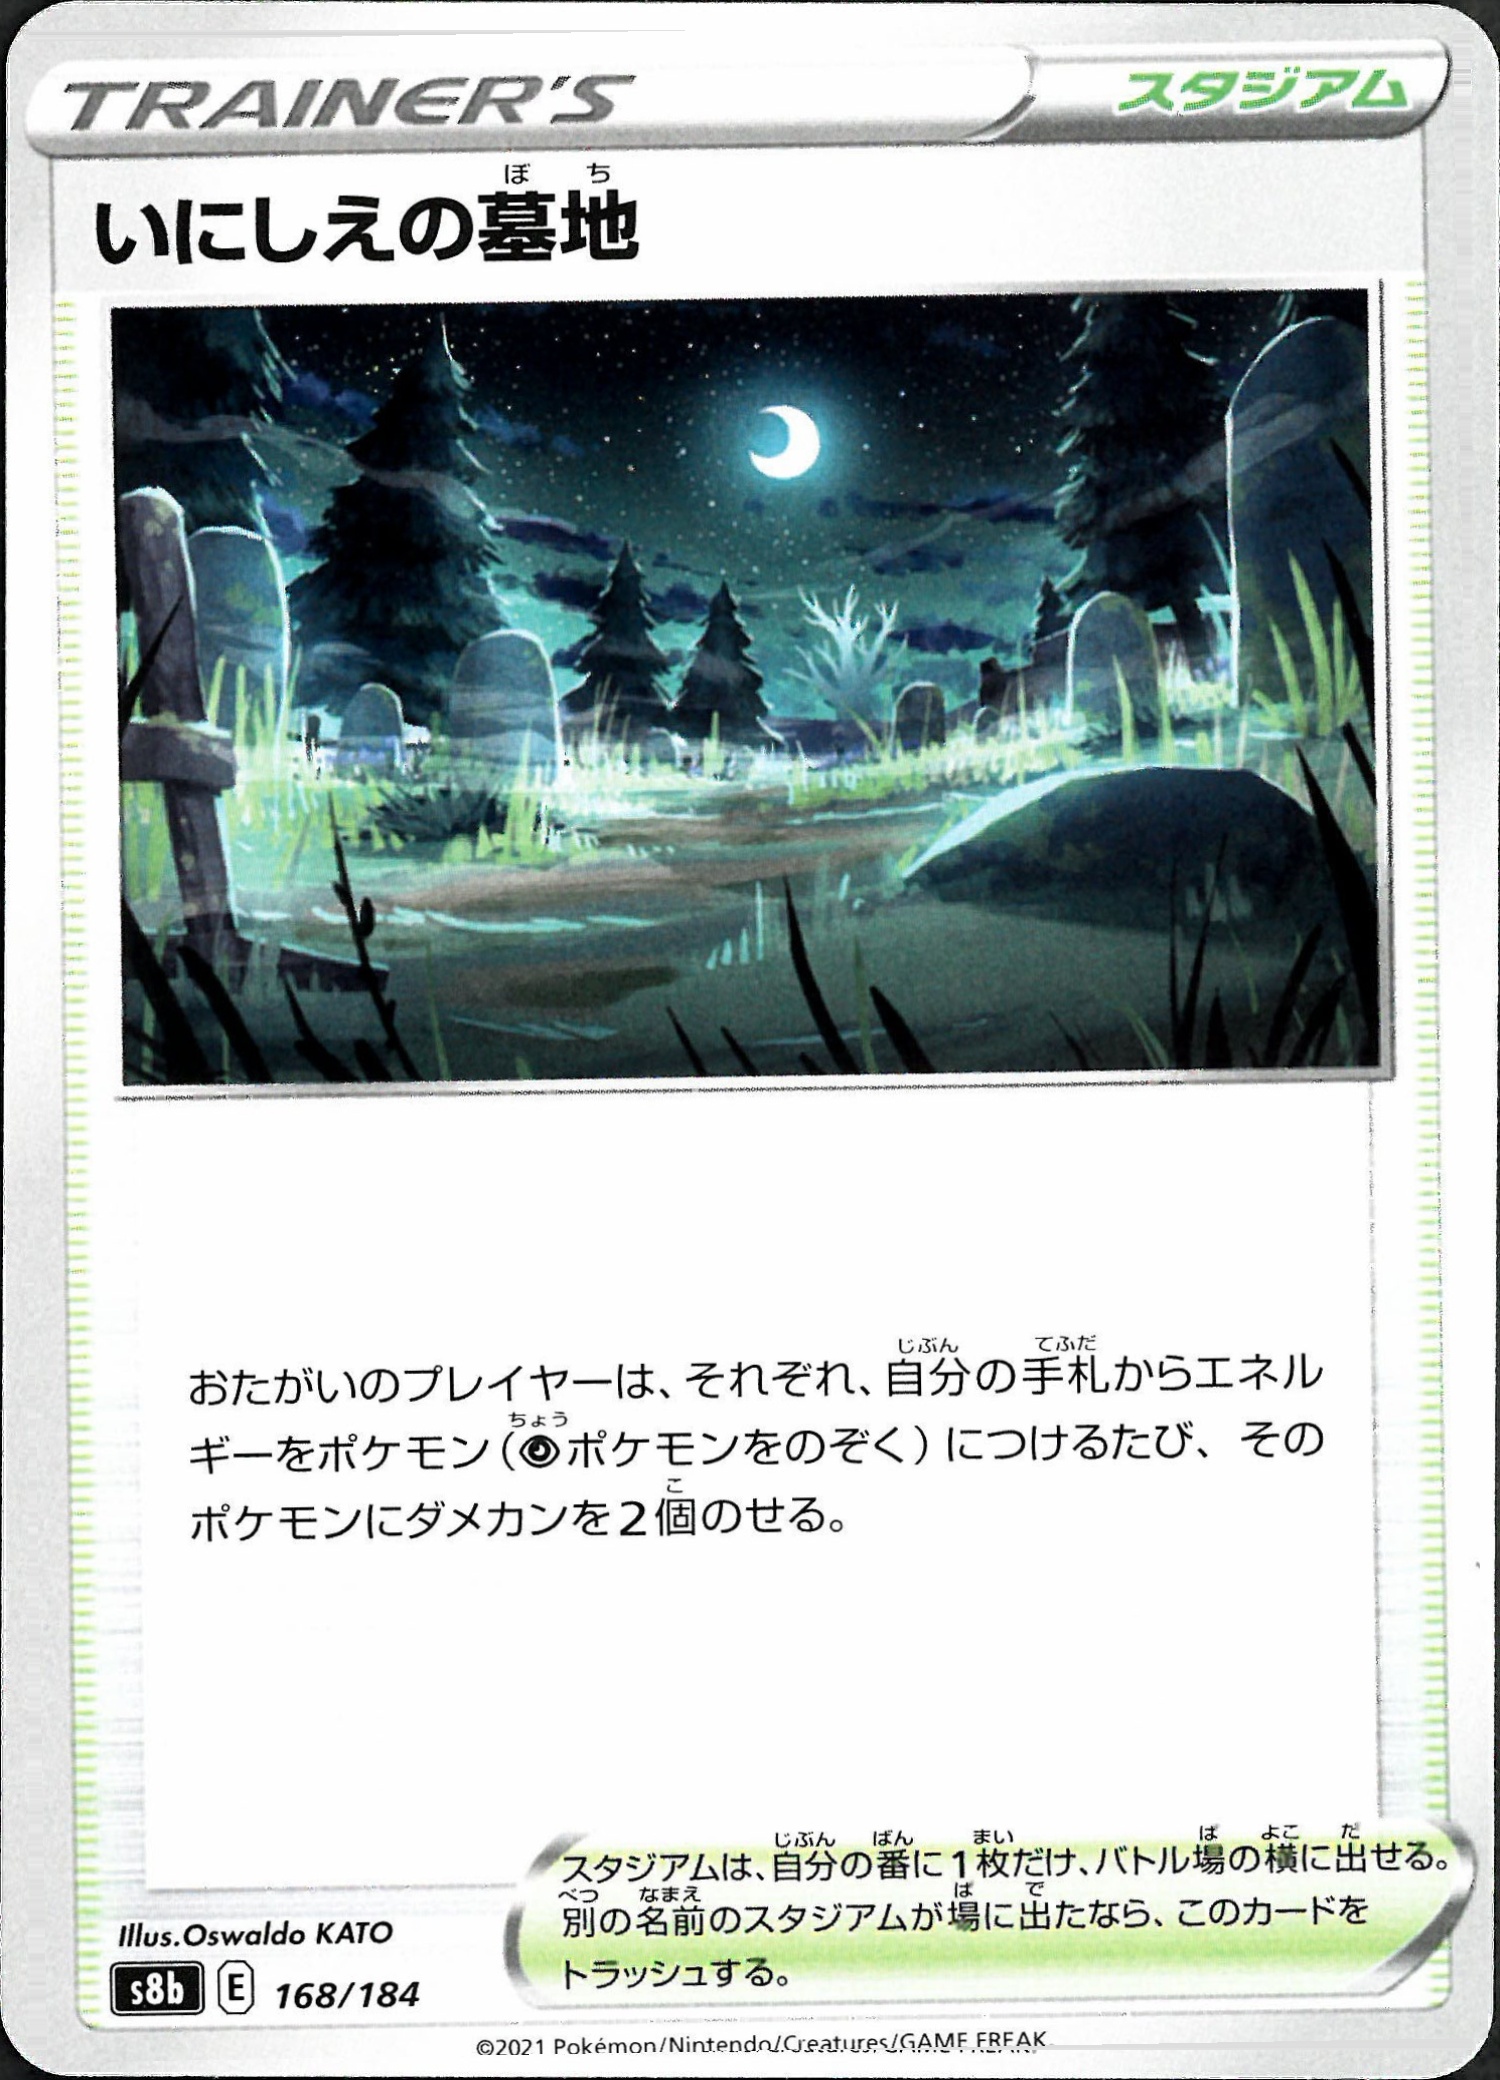 TRAINER'S
スタジアム
ぼち
いにしえの墓地
じぶん てふだ
おたがいのプレイヤーは、それぞれ、自分の手札からエネル
ちょう
ギーをポケモン(ポケモンをのぞく)につけるたび、その
こ
ポケモンにダメカンを2個のせる。
じぶん ばん まい ば よこ だ
スタジアムは、自分の番に1枚だけ、バトル場の横に出せる。
べつ なまえ ば で
別の名前のスタジアムが場に出たなら、このカードを
トラッシュする。
Illus.Oswaldo KATO
s8b E 168/184
©2021 Pokémon/Nintendo/Creatures/GAME FREAK.